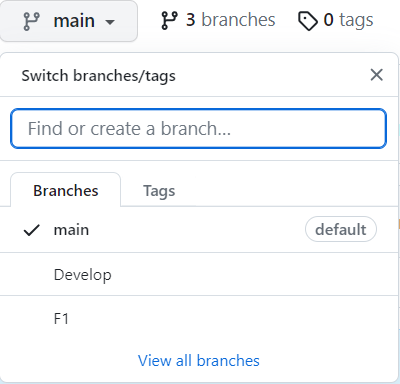 main 3 branches 0 tags
Switch branches/tags
Find or create a branch...
Branches Tags
main default
Develop
F1
View all branches